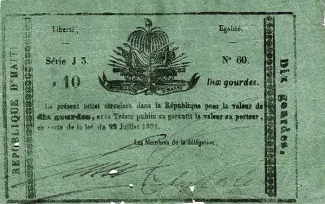 Liberté,
Egalité.
Série J 3.
No 60.
10
Dix gourdes.
Le présent billet circulera dans la République pour la valeur de
dix gourdes, et le Trésor public en garantit la valeur au porteur,
en vertu de la loi du 22 Juillet 1871.
Les Membres de la délégation.
REPUBLIQUE D'HAITI
Dix gourdes.